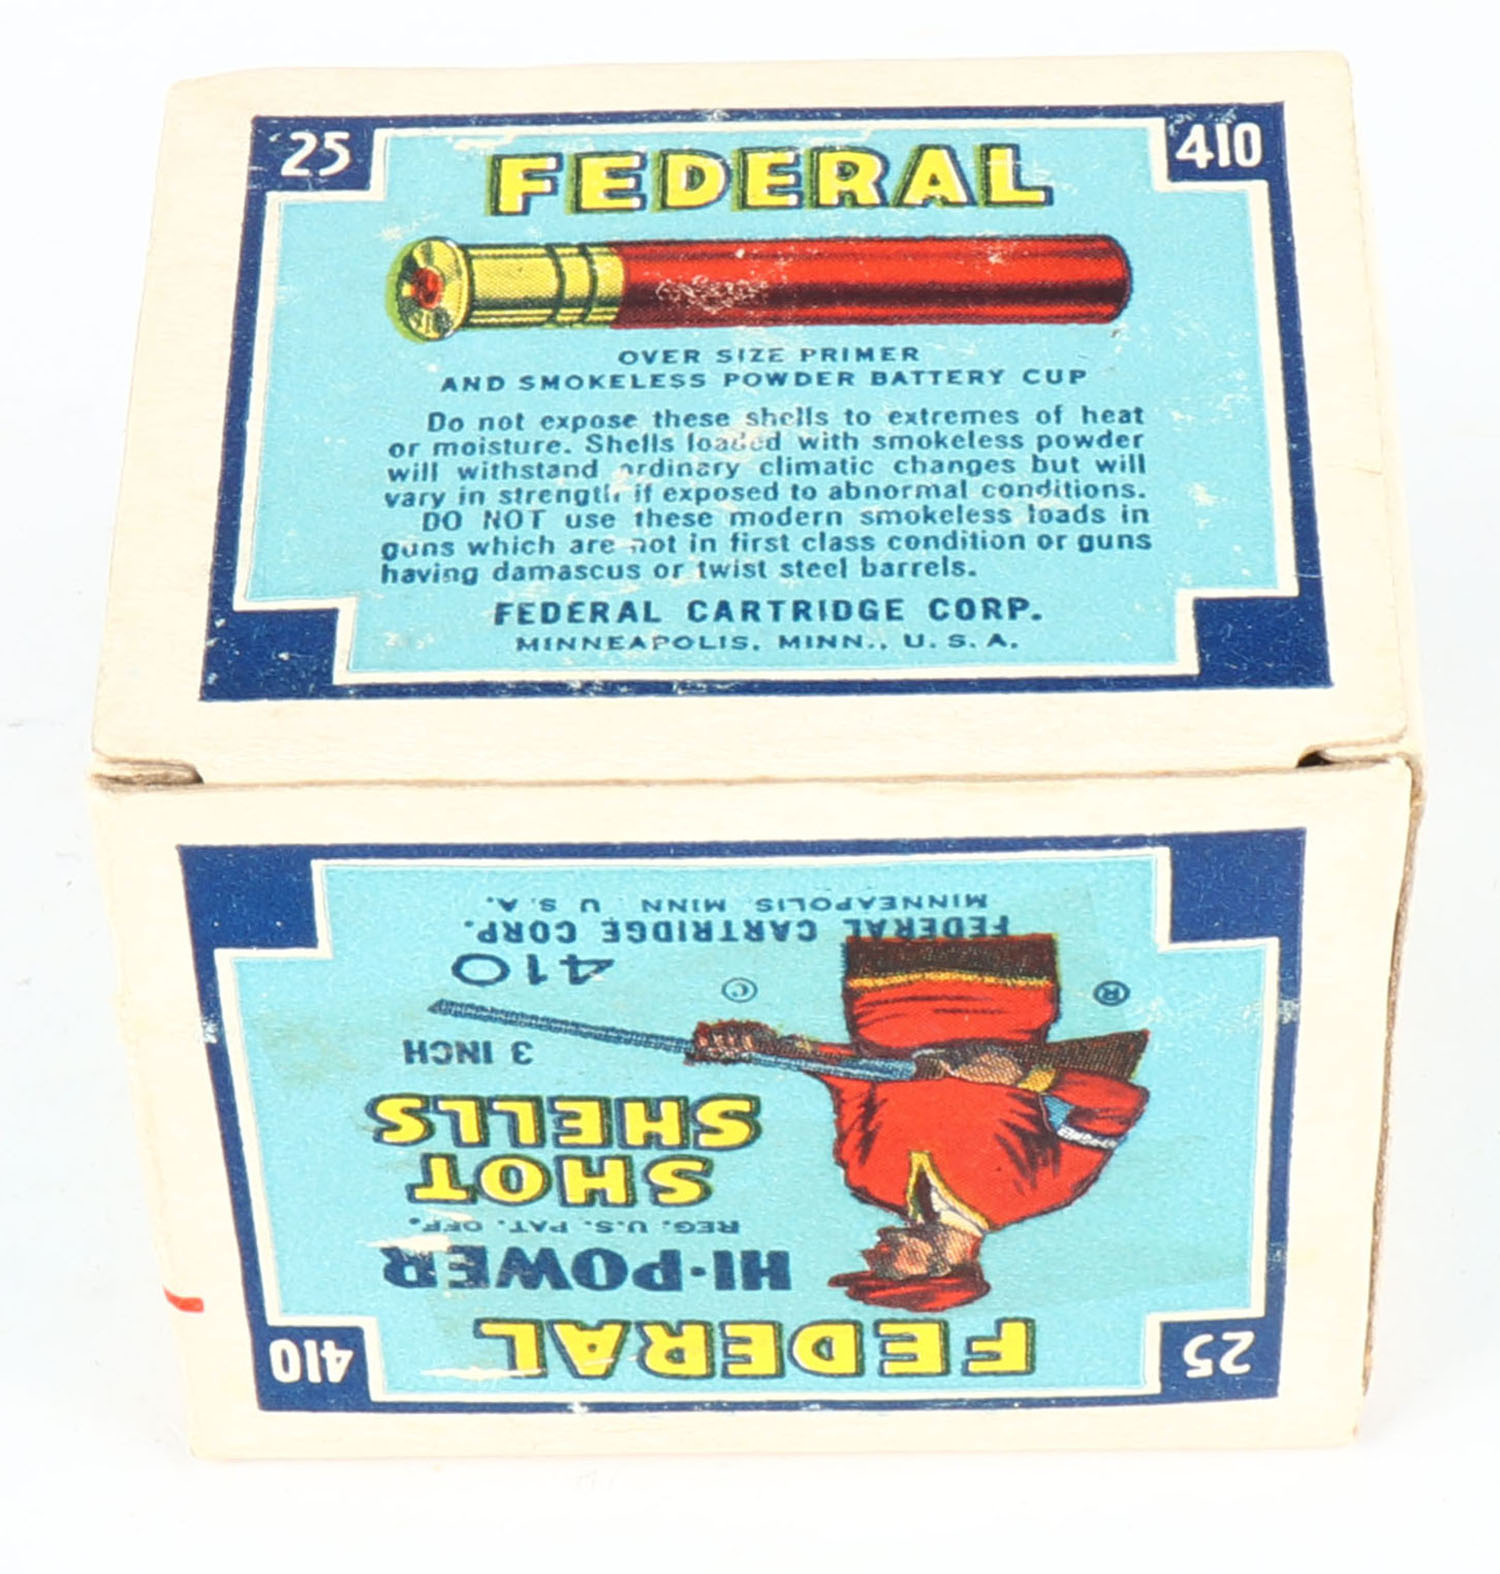 25 FEDERAL 410
OVER SIZE PRIMER
AND SMOKELESS POWDER BATTERY CUP
Do not expose these shells to extremes of heat
or moisture. Shells loaded with smokeless powder
will withstand ordinary climatic changes but will
vary in strength if exposed to abnormal conditions.
DO NOT use these modern smokeless loads in
guns which are not in first class condition or guns
having damascus or twist steel barrels.
FEDERAL CARTRIDGE CORP.
MINNEAPOLIS, MINN., U. S. A.
25 FEDERAL 410
HI-POWER
REG. U.S. PAT. OFF.
SHOT
SHELLS
3 INCH
410
® ©
FEDERAL CARTRIDGE CORP.
MINNEAPOLIS MINN U. S. A.